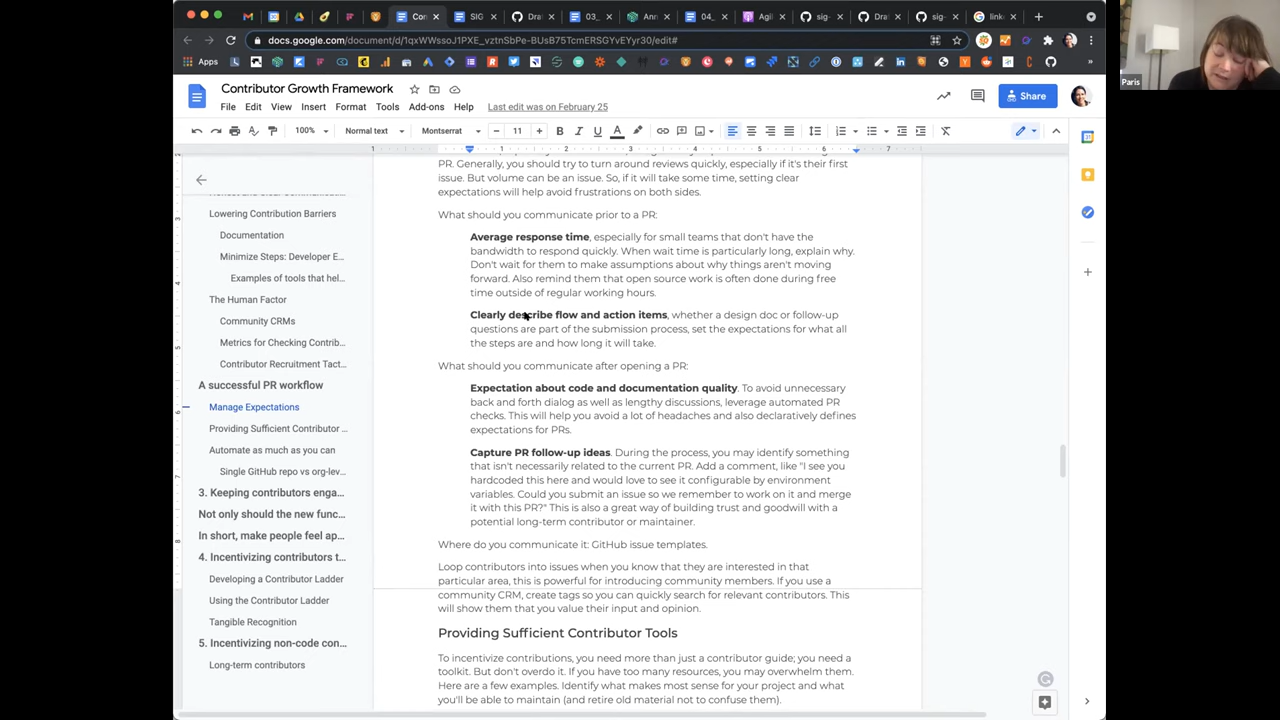 Con
SIG
Draf
03_
Ann
04_
Agil
sig-
Draf
sig-
linke
docs.google.com/document/d/1qxWWssoJ1PXE_vztnSbPe-BUsB75TcmERSGYvEYyr30/edit#
Apps
Paris
Contributor Growth Framework
File Edit View Insert Format Tools Add-ons Help Last edit was on February 25
Share
100% Normal text Montserrat 11
1 1 2 3 4 5 6 7
PR. Generally, you should try to turn around reviews quickly, especially if it's their first
issue. But volume can be an issue. So, if it will take some time, setting clear
expectations will help avoid frustrations on both sides.
What should you communicate prior to a PR:
Average response time, especially for small teams that don't have the
bandwidth to respond quickly. When wait time is particularly long, explain why.
Don't wait for them to make assumptions about why things aren't moving
forward. Also remind them that open source work is often done during free
time outside of regular working hours.
Clearly describe flow and action items, whether a design doc or follow-up
questions are part of the submission process, set the expectations for what all
the steps are and how long it will take.
What should you communicate after opening a PR:
Expectation about code and documentation quality. To avoid unnecessary
back and forth dialog as well as lengthy discussions, leverage automated PR
checks. This will help you avoid a lot of headaches and also declaratively defines
expectations for PRs.
Capture PR follow-up ideas. During the process, you may identify something
that isn't necessarily related to the current PR. Add a comment, like "I see you
hardcoded this here and would love to see it configurable by environment
variables. Could you submit an issue so we remember to work on it and merge
it with this PR?" This is also a great way of building trust and goodwill with a
potential long-term contributor or maintainer.
Where do you communicate it: GitHub issue templates.
Loop contributors into issues when you know that they are interested in that
particular area, this is powerful for introducing community members. If you use a
community CRM, create tags so you can quickly search for relevant contributors. This
will show them that you value their input and opinion.
Providing Sufficient Contributor Tools
To incentivize contributions, you need more than just a contributor guide; you need a
toolkit. But don't overdo it. If you have too many resources, you may overwhelm them.
Here are a few examples. Identify what makes most sense for your project and what
you'll be able to maintain (and retire old material not to confuse them).
Lowering Contribution Barriers
Documentation
Minimize Steps: Developer E...
Examples of tools that hel...
The Human Factor
Community CRMs
Metrics for Checking Contrib...
Contributor Recruitment Tact...
A successful PR workflow
Manage Expectations
Providing Sufficient Contributor ...
Automate as much as you can
Single GitHub repo vs org-lev...
3. Keeping contributors enga...
Not only should the new func...
In short, make people feel ap...
4. Incentivizing contributors t...
Developing a Contributor Ladder
Using the Contributor Ladder
Tangible Recognition
5. Incentivizing non-code con...
Long-term contributors